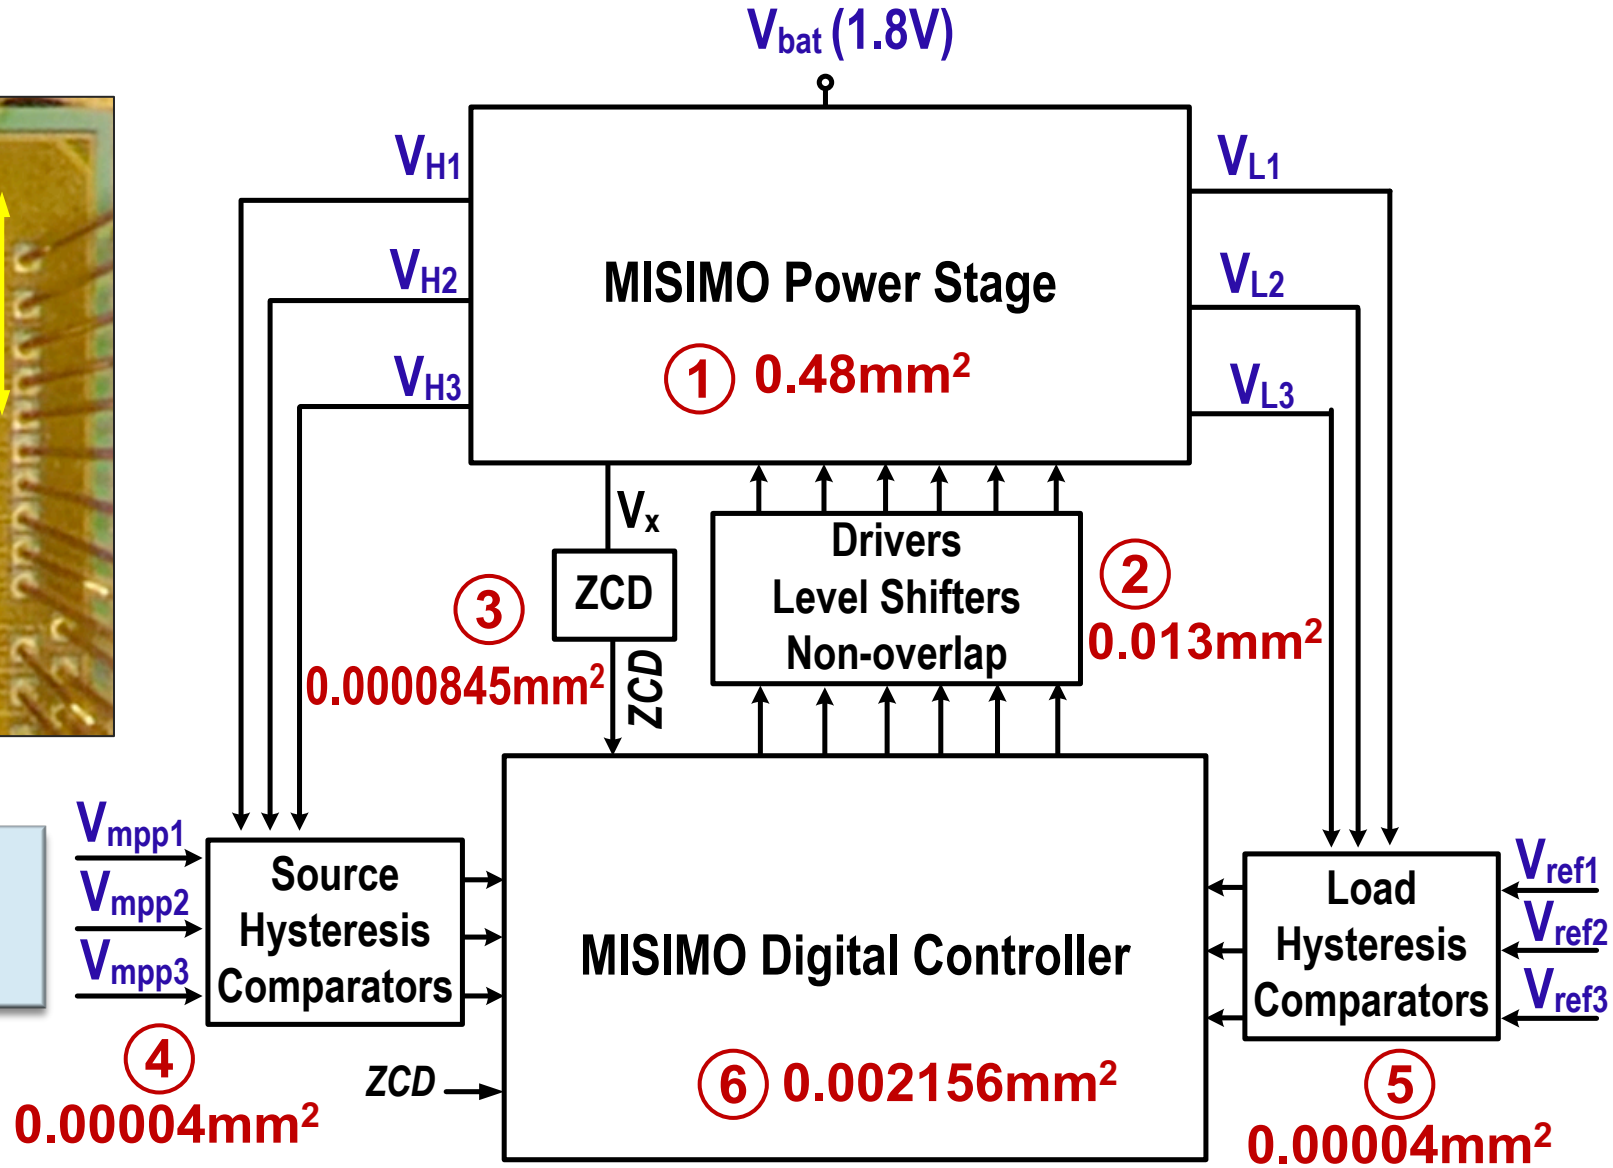 Vbat (1.8V)
VH1
VL1
VH2
VL2
MISIMO Power Stage
VH3
① 0.48mm²
VL3
Vx
Drivers
Level Shifters
Non-overlap
②
0.013mm²
ZCD
③
0.0000845mm²
ZCD
Vmpp1
Vmpp2
Vmpp3
Source
Hysteresis
Comparators
MISIMO Digital Controller
Load
Hysteresis
Comparators
Vref1
Vref2
Vref3
④
0.00004mm²
ZCD
⑥ 0.002156mm²
⑤
0.00004mm²